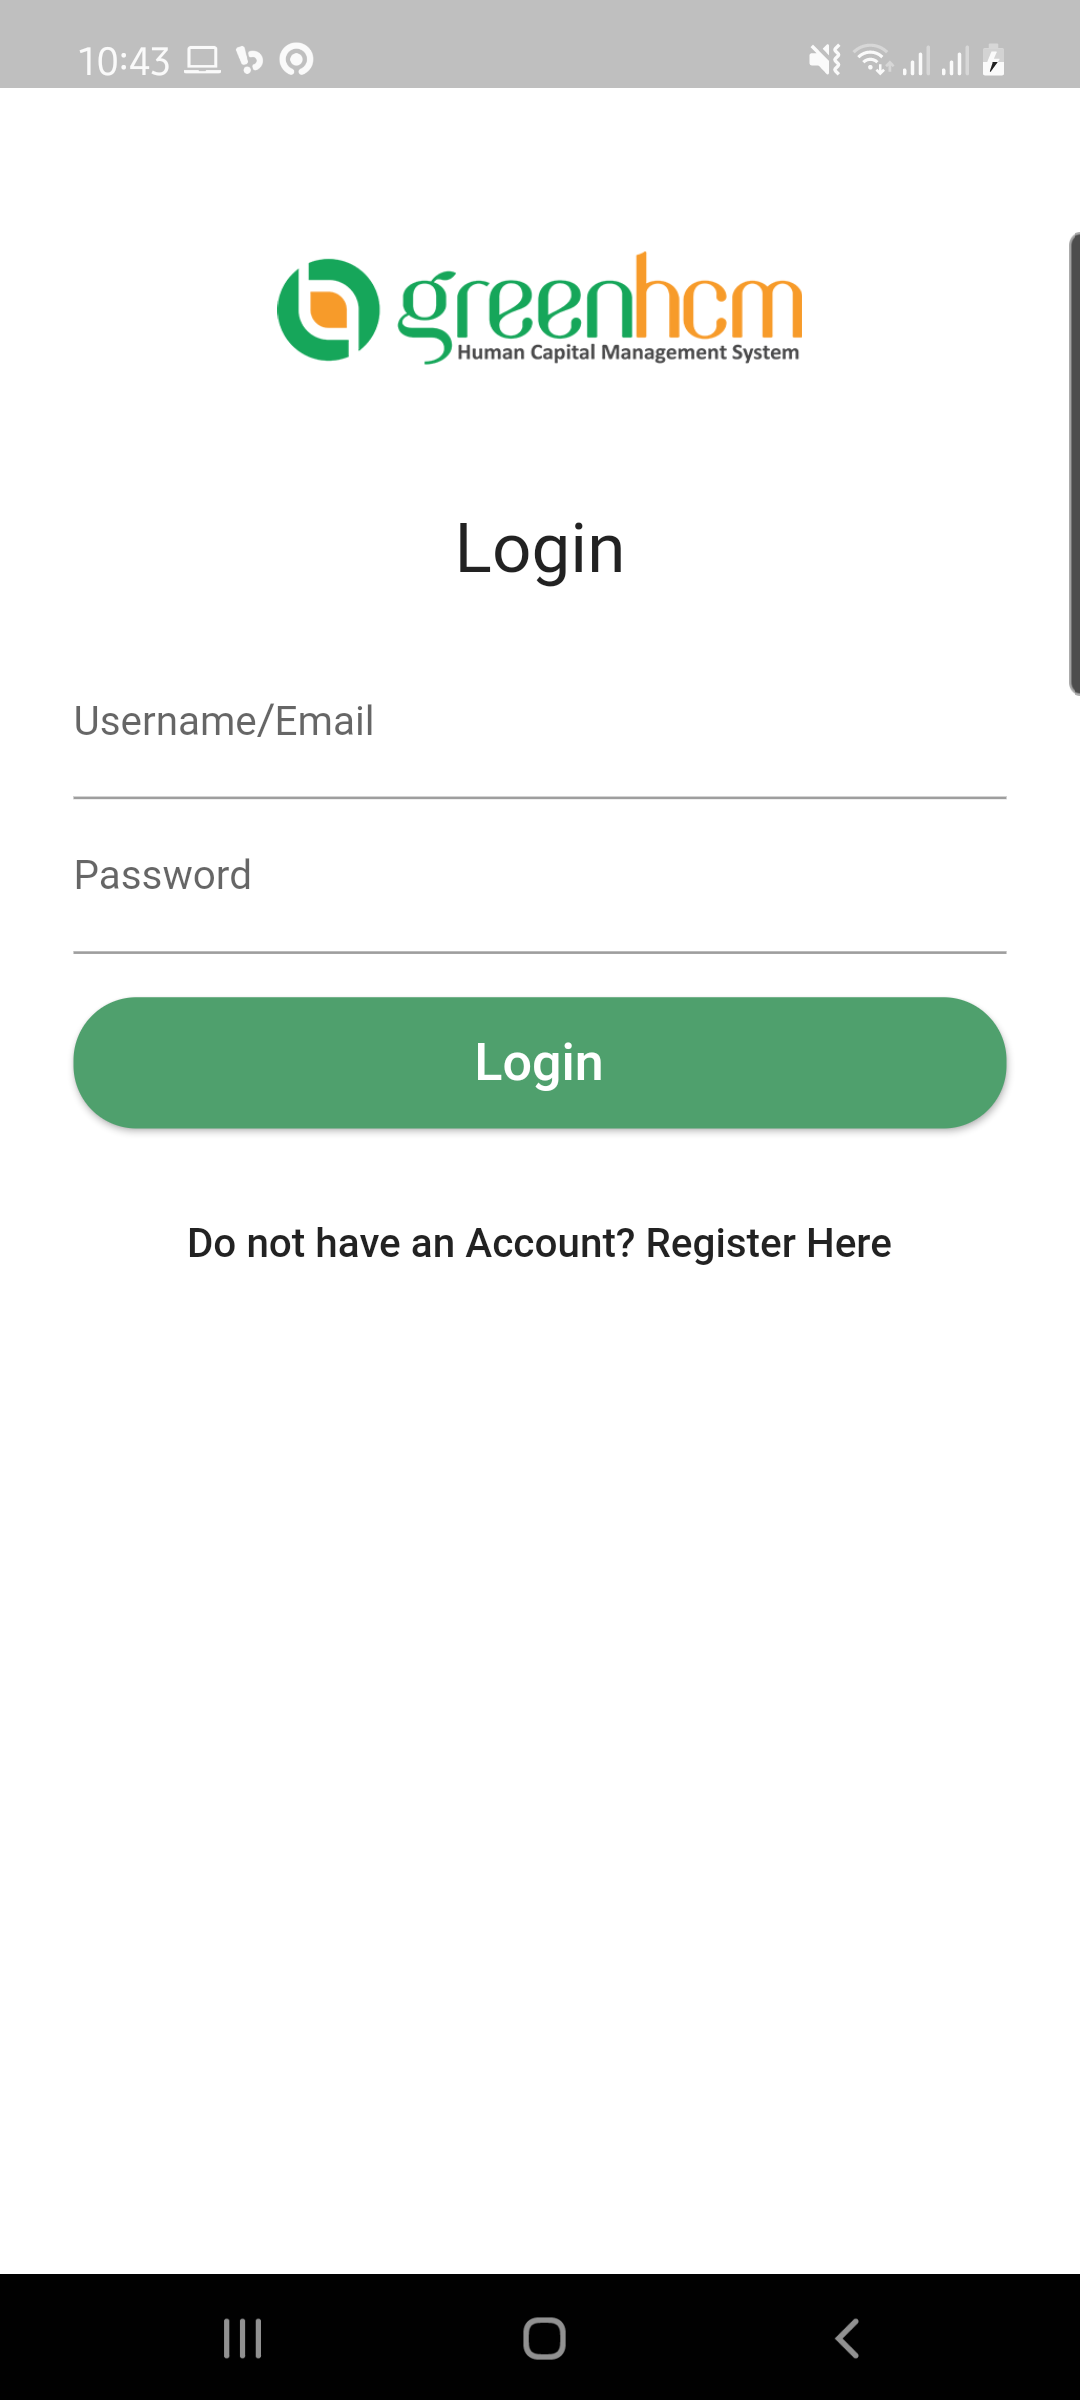 10:43
greenhcm
Human Capital Management System
Login
Username/Email
Password
Login
Do not have an Account? Register Here